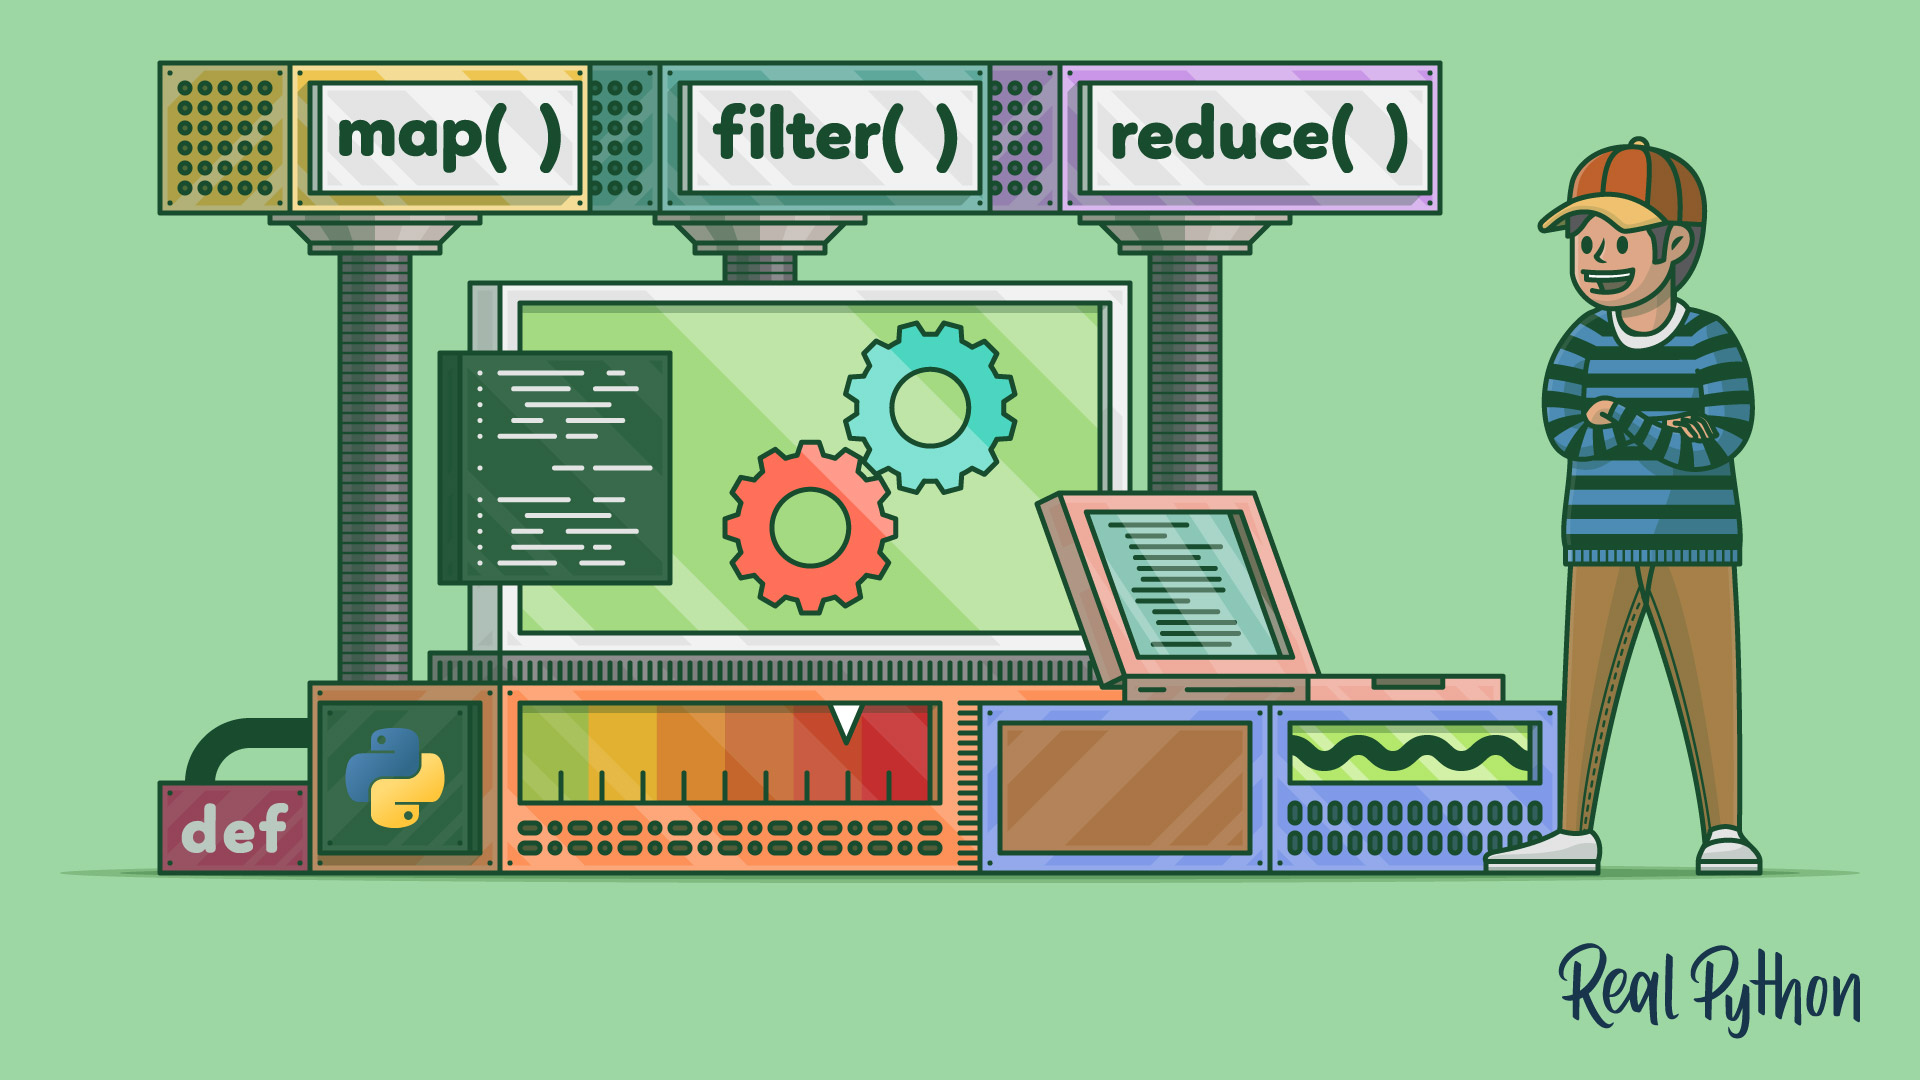 map( )
filter( )
reduce( )
def
Real Python